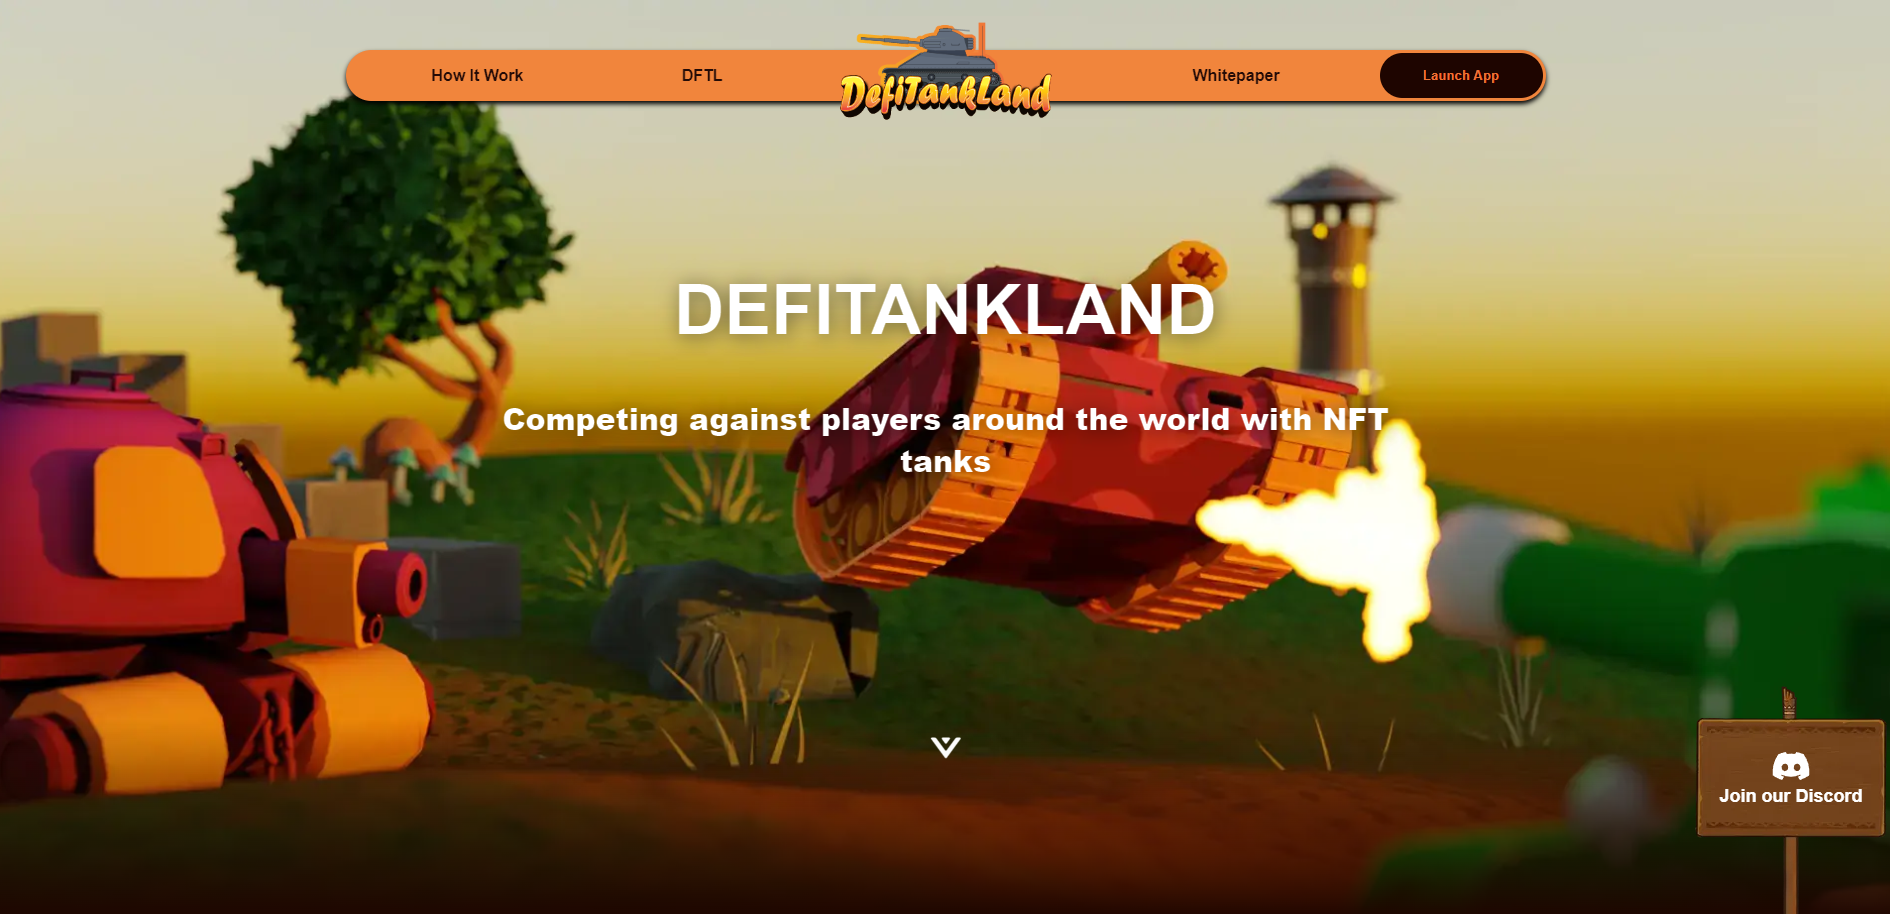 How It Work
DFTL
DefiTankLand
Whitepaper
Launch App
DEFITANKLAND
Competing against players around the world with NFT
tanks
Join our Discord